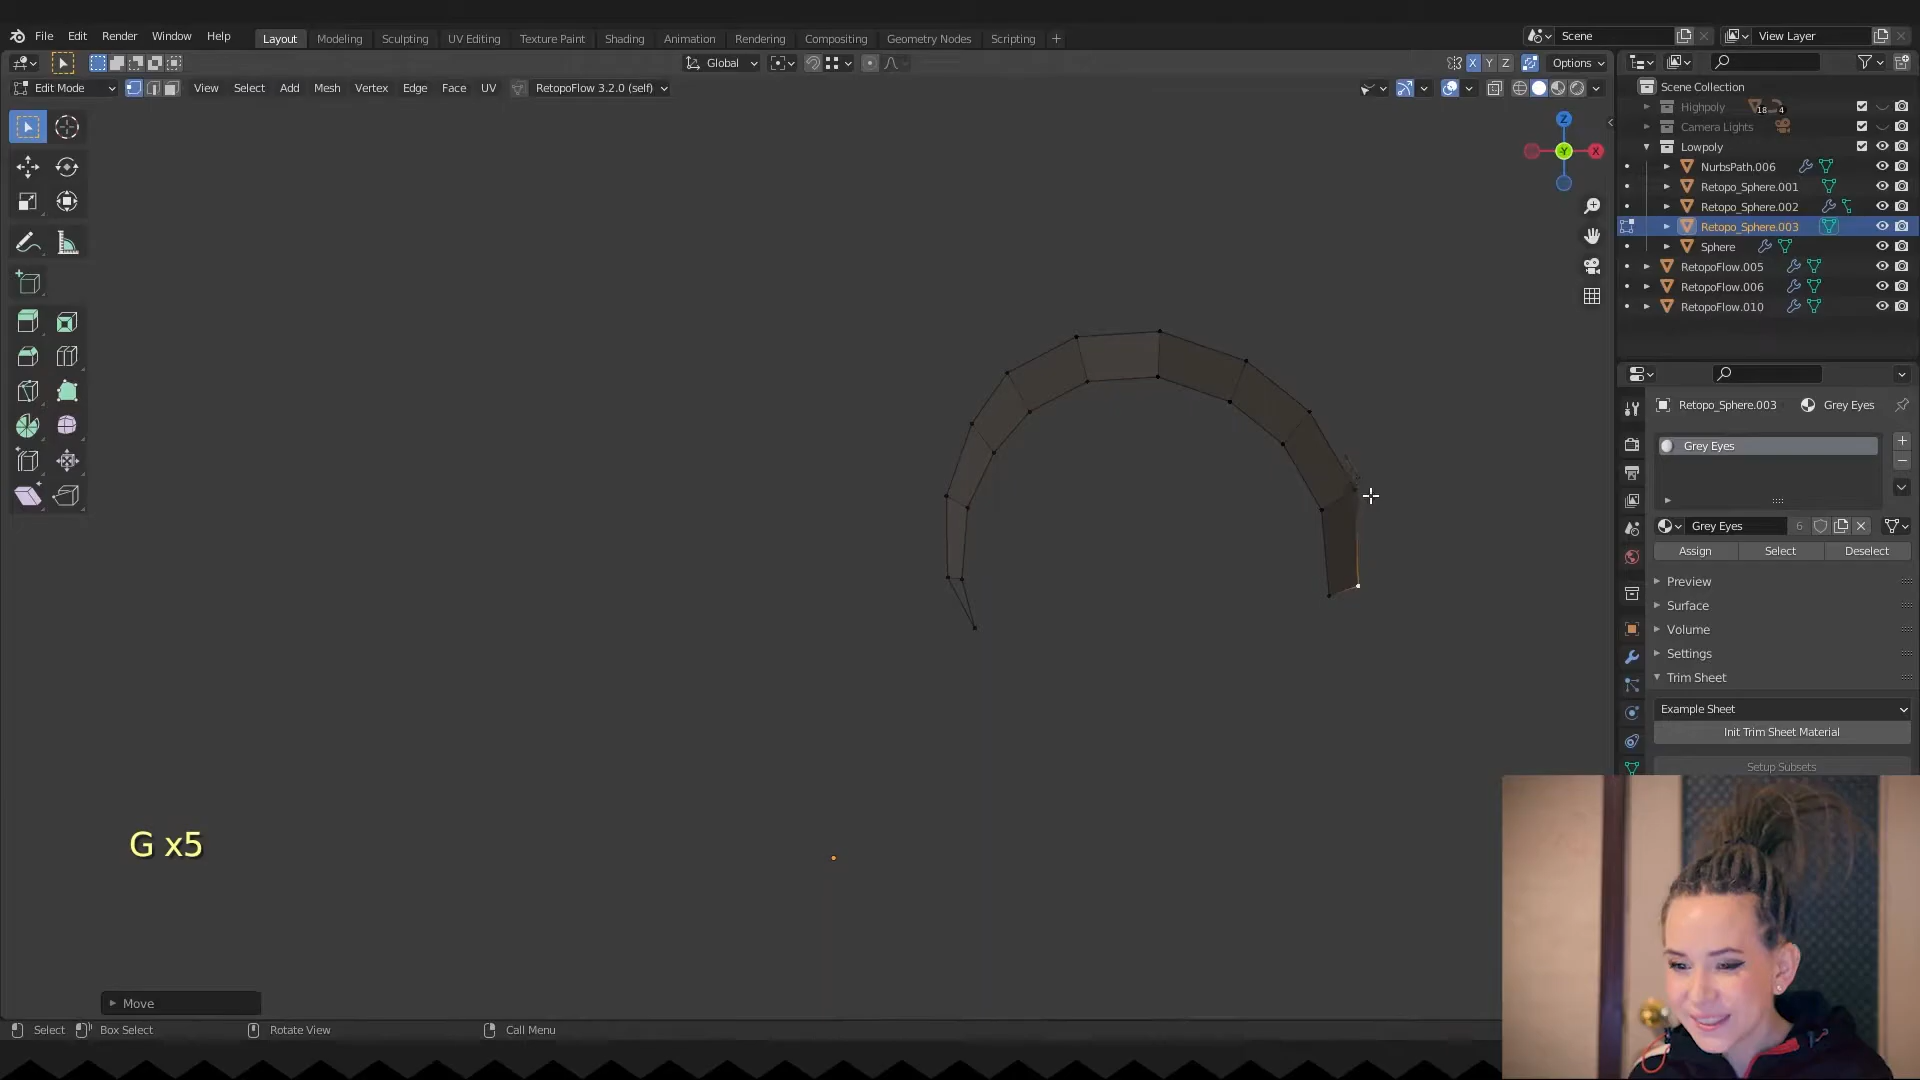 File Edit Render Window Help
Layout Modeling Sculpting UV Editing Texture Paint Shading Animation Rendering Compositing Geometry Nodes Scripting +
Scene
View Layer
Global
X Y Z
Options
Edit Mode
View Select Add Mesh Vertex Edge Face UV
RetopoFlow 3.2.0 (self)
Z
Y
X
Scene Collection
Highpoly 18 4
Camera Lights
Lowpoly
NurbsPath.006
Retopo_Sphere.001
Retopo_Sphere.002
Retopo_Sphere.003
Sphere
RetopoFlow.005
RetopoFlow.006
RetopoFlow.010
Retopo_Sphere.003 Grey Eyes
Grey Eyes
Grey Eyes 6
Assign Select Deselect
Preview
Surface
Volume
Settings
Trim Sheet
Example Sheet
Init Trim Sheet Material
Setup Subsets
G x5
Move
Select Box Select Rotate View Call Menu